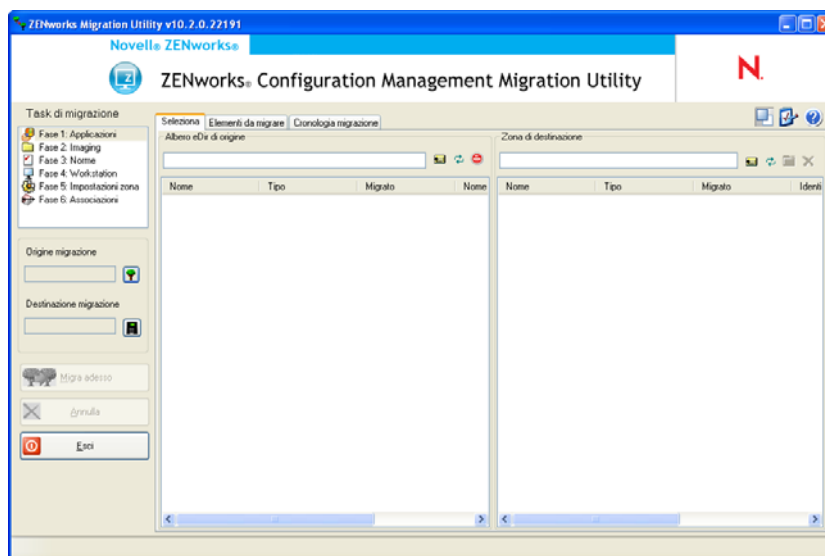 ZENworks Migration Utility v10.2.0.22191
Novell® ZENworks®
ZENworks® Configuration Management Migration Utility
N.
Task di migrazione
Fase 1: Applicazioni
Fase 2: Imaging
Fase 3: Norme
Fase 4: Workstation
Fase 5: Impostazioni zona
Fase 6: Associazioni
Origine migrazione
Destinazione migrazione
Migra adesso
Annulla
Esci
Seleziona Elementi da migrare Cronologia migrazione
Albero eDir di origine
Nome Tipo Migrato Nome
Zona di destinazione
Nome Tipo Migrato Identi